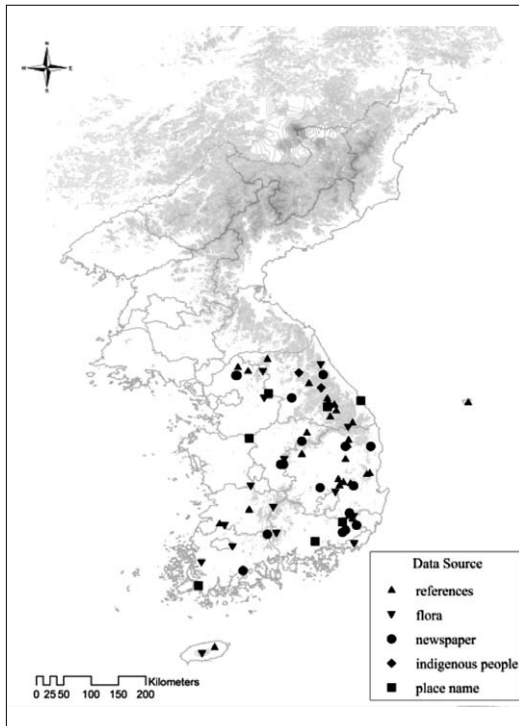 N
W E
S
Data Source
references
flora
newspaper
indigenous people
place name
Kilometers
0 25 50 100 150 200